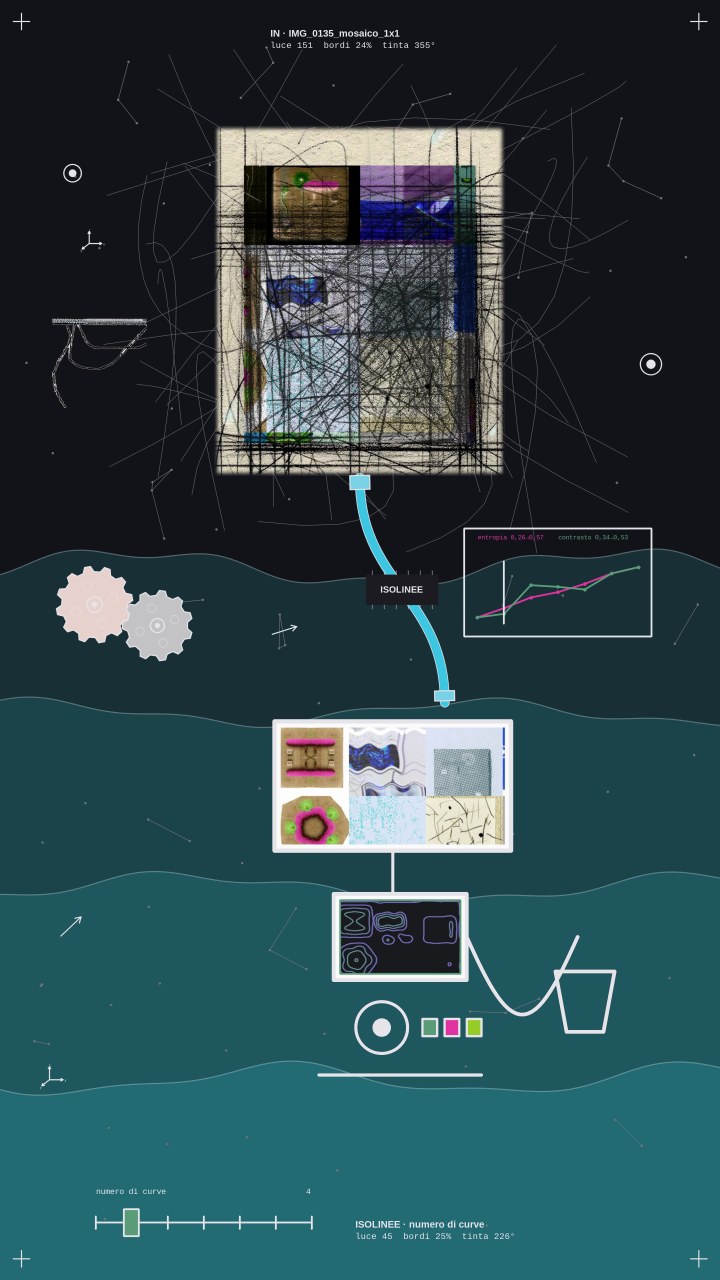 IN · IMG_0135_mosaico_1x1
luce 151  bordi 24%  tinta 355°
entropia 0,26→0,57  contrasto 0,34→0,53
ISOLINEE
numero di curve  4
ISOLINEE · numero di curve
luce 45  bordi 25%  tinta 226°